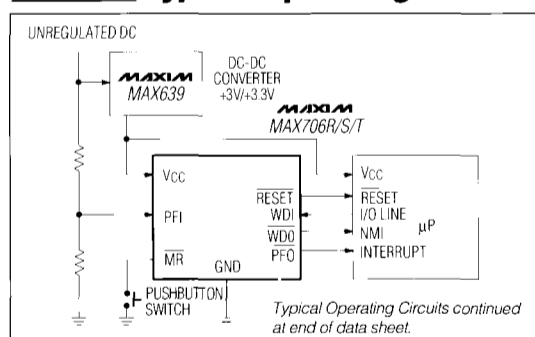 UNREGULATED DC
MAXIM
MAX639
DC-DC
CONVERTER
+3V/+3.3V
MAXIM
MAX706R/S/T
VCC
PFI
MR
GND
RESET
WDI
WDO
PFO
VCC
RESET
I/O LINE
NMI
INTERRUPT
μP
PUSHBUTTON
SWITCH
Typical Operating Circuits continued
at end of data sheet.